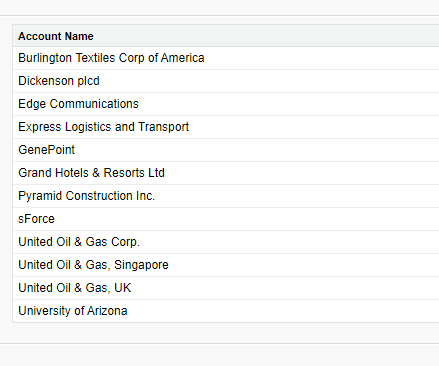 Account Name
Burlington Textiles Corp of America
Dickenson plcd
Edge Communications
Express Logistics and Transport
GenePoint
Grand Hotels & Resorts Ltd
Pyramid Construction Inc.
sForce
United Oil & Gas Corp.
United Oil & Gas, Singapore
United Oil & Gas, UK
University of Arizona